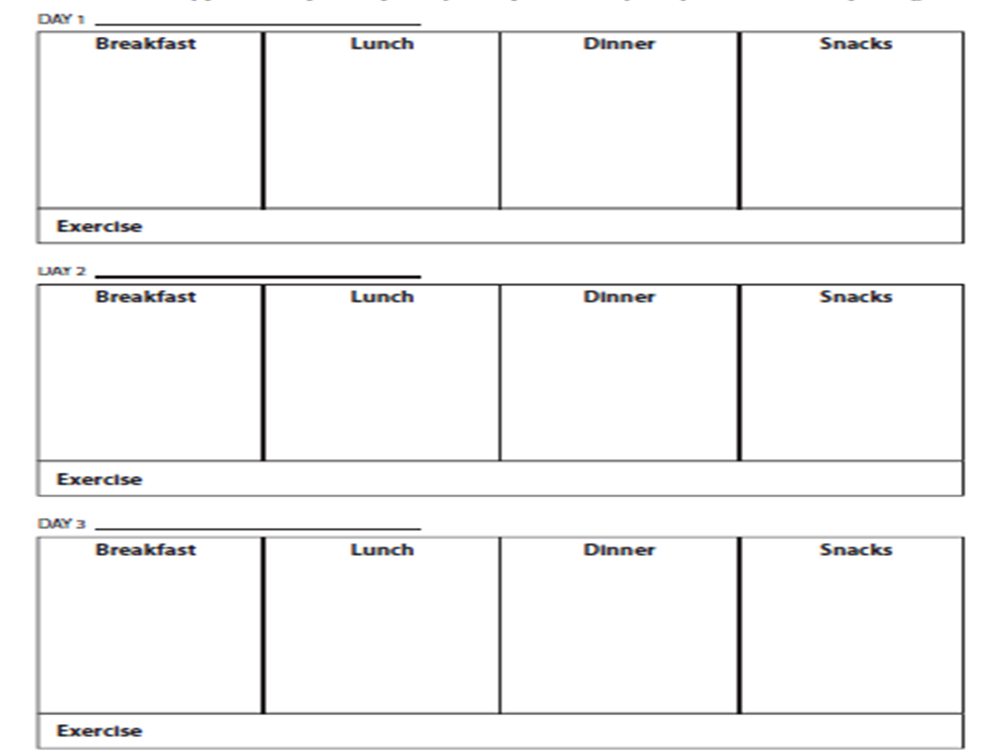 DAY 1
Breakfast Lunch Dinner Snacks
Exercise
DAY 2
Breakfast Lunch Dinner Snacks
Exercise
DAY 3
Breakfast Lunch Dinner Snacks
Exercise